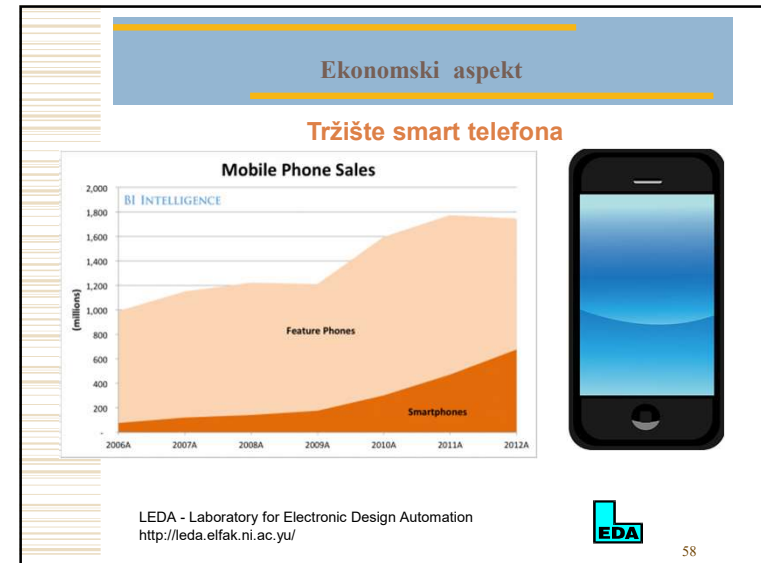 Ekonomski aspekt
Tržište smart telefona
Mobile Phone Sales
BI INTELLIGENCE
(millions)
2,000
1,800
1,600
1,400
1,200
1,000
800
600
400
200
-
Feature Phones
Smartphones
2006A 2007A 2008A 2009A 2010A 2011A 2012A
LEDA - Laboratory for Electronic Design Automation
http://leda.elfak.ni.ac.yu/
LEDA
58